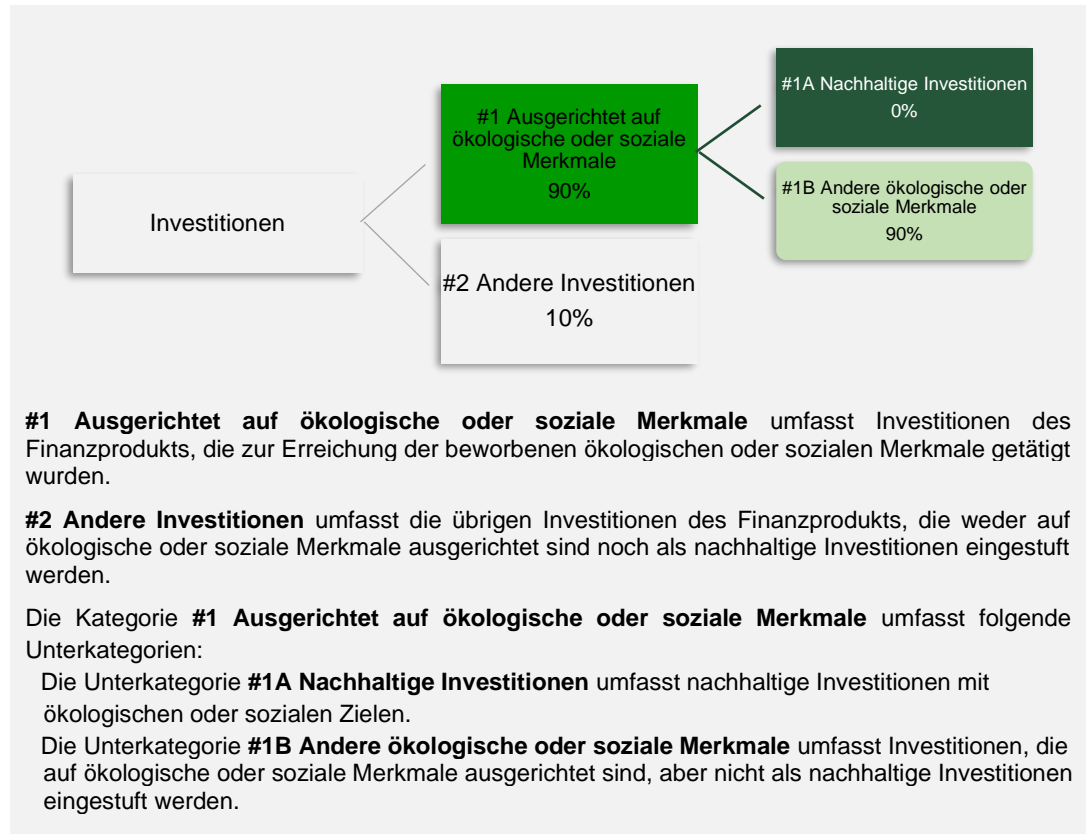 Investitionen
#1 Ausgerichtet auf
ökologische oder soziale
Merkmale
90%
#2 Andere Investitionen
10%
#1A Nachhaltige Investitionen
0%
#1B Andere ökologische oder
soziale Merkmale
90%
#1 Ausgerichtet auf ökologische oder soziale Merkmale umfasst Investitionen des
Finanzprodukts, die zur Erreichung der beworbenen ökologischen oder sozialen Merkmale getätigt
wurden.
#2 Andere Investitionen umfasst die übrigen Investitionen des Finanzprodukts, die weder auf
ökologische oder soziale Merkmale ausgerichtet sind noch als nachhaltige Investitionen eingestuft
werden.
Die Kategorie #1 Ausgerichtet auf ökologische oder soziale Merkmale umfasst folgende
Unterkategorien:
Die Unterkategorie #1A Nachhaltige Investitionen umfasst nachhaltige Investitionen mit
ökologischen oder sozialen Zielen.
Die Unterkategorie #1B Andere ökologische oder soziale Merkmale umfasst Investitionen, die
auf ökologische oder soziale Merkmale ausgerichtet sind, aber nicht als nachhaltige Investitionen
eingestuft werden.